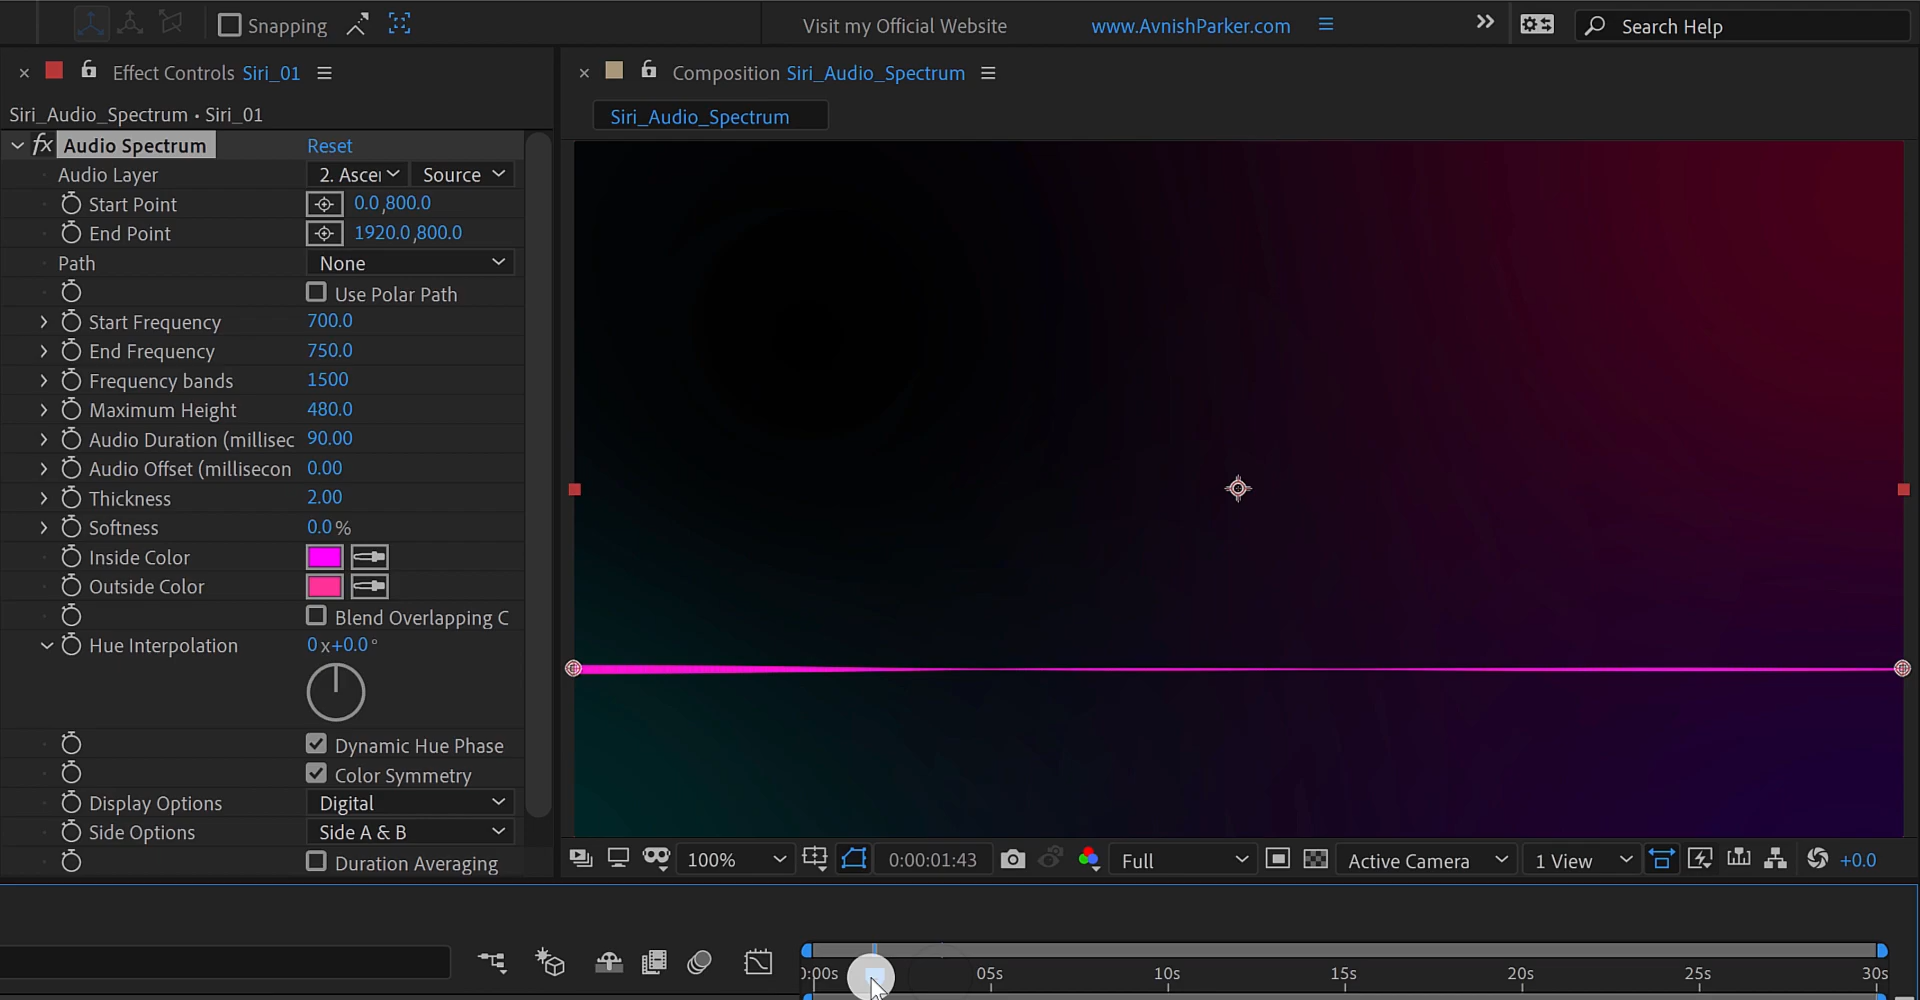 Snapping
Visit my Official Website
www.AvnishParker.com
Search Help
Effect Controls Siri_01
Composition Siri_Audio_Spectrum
Siri_Audio_Spectrum • Siri_01
Siri_Audio_Spectrum
fx Audio Spectrum Reset
Audio Layer 2. Ascer Source
Start Point 0.0,800.0
End Point 1920.0,800.0
Path None
Use Polar Path
Start Frequency 700.0
End Frequency 750.0
Frequency bands 1500
Maximum Height 480.0
Audio Duration (millisec 90.00
Audio Offset (millisecon 0.00
Thickness 2.00
Softness 0.0%
Inside Color
Outside Color
Blend Overlapping C
Hue Interpolation 0x+0.0°
Dynamic Hue Phase
Color Symmetry
Display Options Digital
Side Options Side A & B
Duration Averaging
100% 0:00:01:43 Full Active Camera 1 View +0.0
0:00s 05s 10s 15s 20s 25s 30s